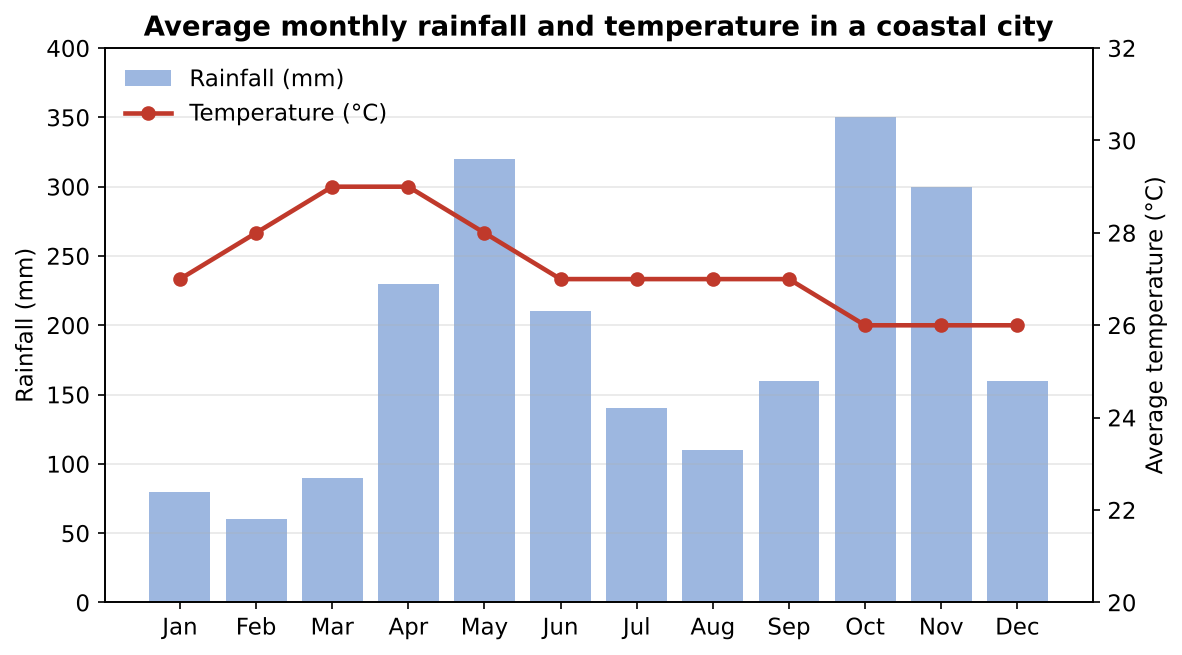 Average monthly rainfall and temperature in a coastal city
Rainfall (mm)
Temperature (°C)
400
350
300
250
200
150
100
50
0
Rainfall (mm)
32
30
28
26
24
22
20
Average temperature (°C)
Jan Feb Mar Apr May Jun Jul Aug Sep Oct Nov Dec